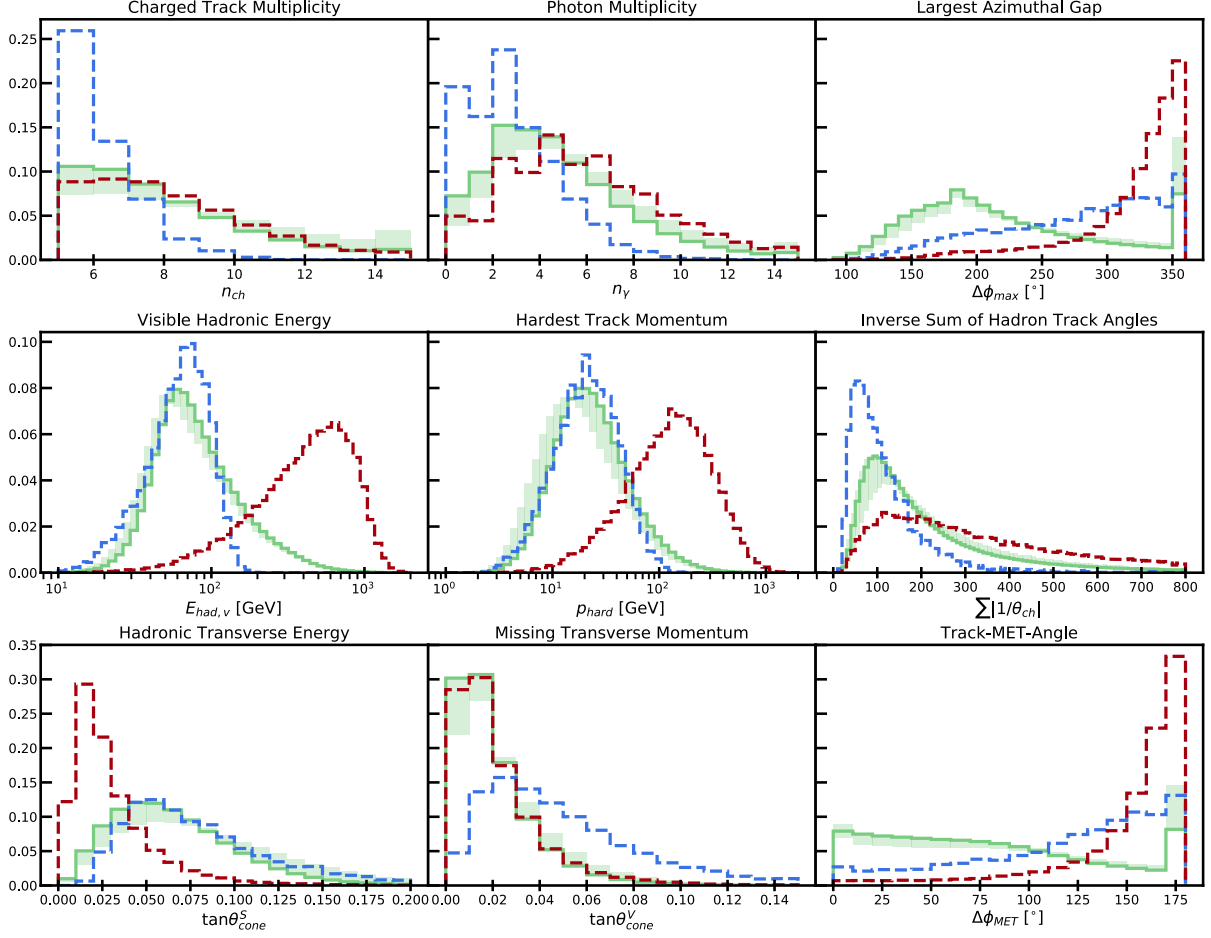 Charged Track Multiplicity
Photon Multiplicity
Largest Azimuthal Gap
0.25
0.20
0.15
0.10
0.05
0.00
6 8 10 12 14
0 2 4 6 8 10 12 14
100 150 200 250 300 350
n_ch
n_γ
Δϕ_max [°]
Visible Hadronic Energy
Hardest Track Momentum
Inverse Sum of Hadron Track Angles
0.10
0.08
0.06
0.04
0.02
0.00
10^1 10^2 10^3
10^0 10^1 10^2 10^3
0 100 200 300 400 500 600 700 800
E_had,v [GeV]
p_hard [GeV]
∑|1/θ_ch|
Hadronic Transverse Energy
Missing Transverse Momentum
Track-MET-Angle
0.35
0.30
0.25
0.20
0.15
0.10
0.05
0.00
0.000 0.025 0.050 0.075 0.100 0.125 0.150 0.175 0.200
0.00 0.02 0.04 0.06 0.08 0.10 0.12 0.14
0 25 50 75 100 125 150 175
tanθ^S_cone
tanθ^V_cone
Δϕ_MET [°]